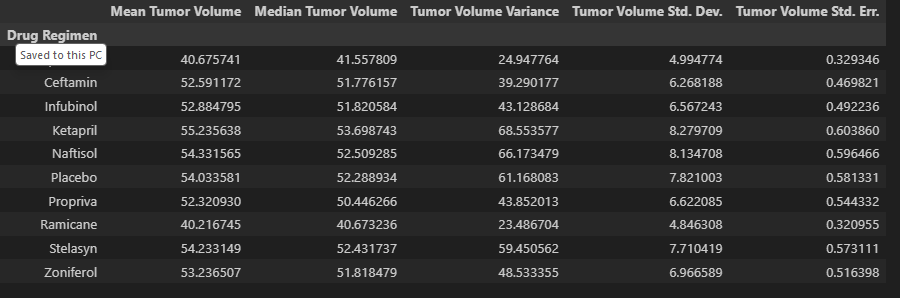 Mean Tumor Volume Median Tumor Volume Tumor Volume Variance Tumor Volume Std. Dev. Tumor Volume Std. Err.
Drug Regimen
Saved to this PC
40.675741 41.557809 24.947764 4.994774 0.329346
Ceftamin 52.591172 51.776157 39.290177 6.268188 0.469821
Infubinol 52.884795 51.820584 43.128684 6.567243 0.492236
Ketapril 55.235638 53.698743 68.553577 8.279709 0.603860
Naftisol 54.331565 52.509285 66.173479 8.134708 0.596466
Placebo 54.033581 52.288934 61.168083 7.821003 0.581331
Propriva 52.320930 50.446266 43.852013 6.622085 0.544332
Ramicane 40.216745 40.673236 23.486704 4.846308 0.320955
Stelasyn 54.233149 52.431737 59.450562 7.710419 0.573111
Zoniferol 53.236507 51.818479 48.533355 6.966589 0.516398